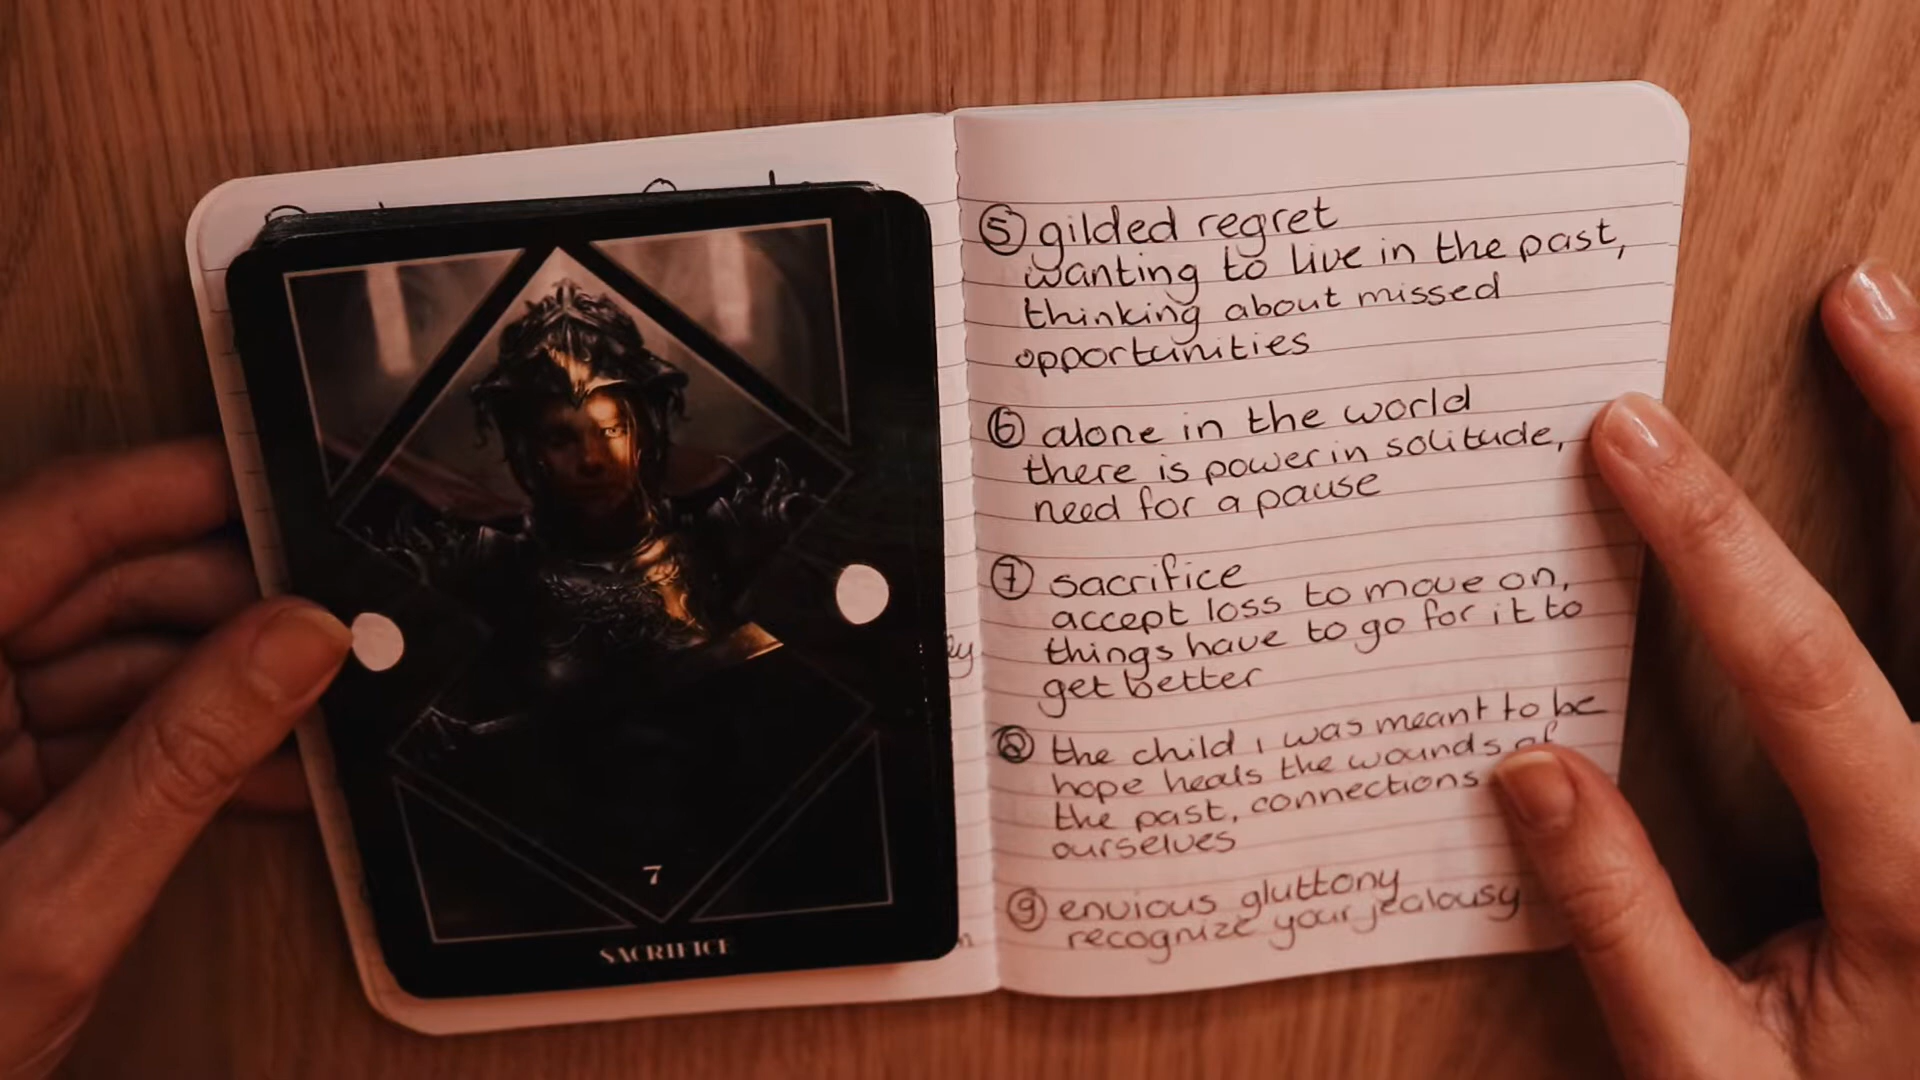 7
SACRIFICE
ey
⑤ gilded regret
wanting to live in the past,
thinking about missed
opportunities
⑥ alone in the world
there is power in solitude,
need for a pause
⑦ sacrifice
accept loss to move on,
things have to go for it to
get better
⑧ the child i was meant to be
hope heals the wounds of
the past, connections
ourselves
⑨ envious gluttony
recognize your jealousy